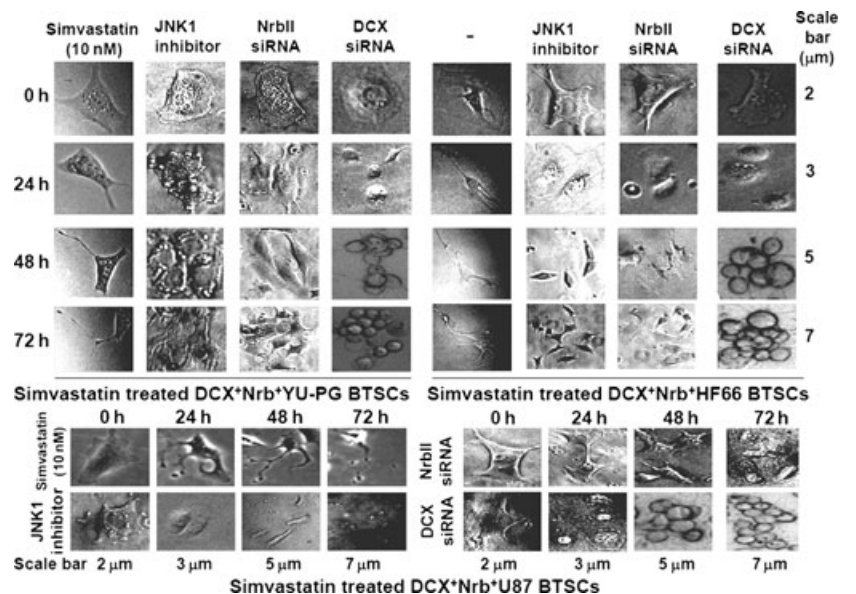 Simvastatin (10 nM)
JNK1 inhibitor
NrbII siRNA
DCX siRNA
-
JNK1 inhibitor
NrbII siRNA
DCX siRNA
Scale bar (μm)
0 h
2
24 h
3
48 h
5
72 h
7
Simvastatin treated DCX⁺Nrb⁺YU-PG BTSCs
Simvastatin treated DCX⁺Nrb⁺HF66 BTSCs
0 h 24 h 48 h 72 h
0 h 24 h 48 h 72 h
Simvastatin (10 nM)
NrbII siRNA
JNK1 inhibitor
DCX siRNA
Scale bar 2 μm 3 μm 5 μm 7 μm
2 μm 3 μm 5 μm 7 μm
Simvastatin treated DCX⁺Nrb⁺U87 BTSCs